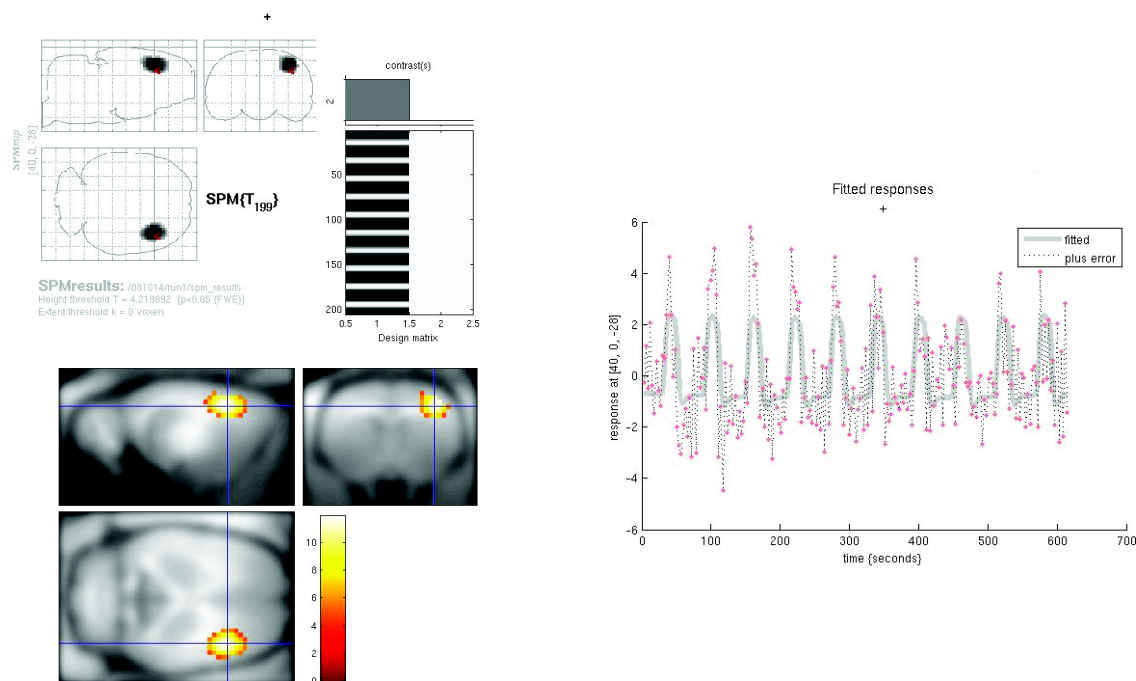 SPMmip
[40, 0, -28]
SPM{T199}
SPMresults: /081014/run1/spm_results
Height threshold T = 4.219892 {p<0.05 (FWE)}
Extent threshold k = 0 voxels
contrast(s)
2
50
100
150
200
0.5 1 1.5 2 2.5
Design matrix
10
8
6
4
2
0
Fitted responses
fitted
plus error
response at [40, 0, -28]
6
4
2
0
-2
-4
-6
0 100 200 300 400 500 600 700
time {seconds}